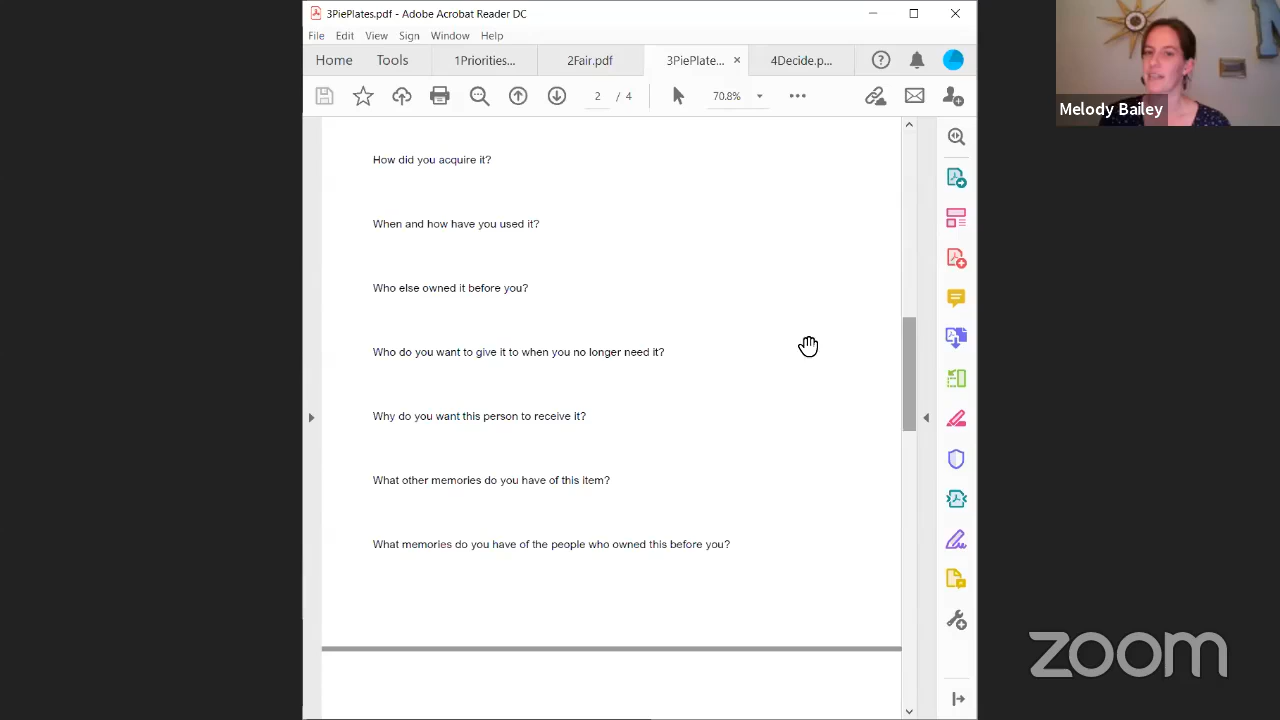 3PiePlates.pdf - Adobe Acrobat Reader DC
File Edit View Sign Window Help
Home Tools 1Priorities... 2Fair.pdf 3PiePlate... × 4Decide.p...
2 / 4 70.8%
Melody Bailey
How did you acquire it?
When and how have you used it?
Who else owned it before you?
Who do you want to give it to when you no longer need it?
Why do you want this person to receive it?
What other memories do you have of this item?
What memories do you have of the people who owned this before you?
zoom